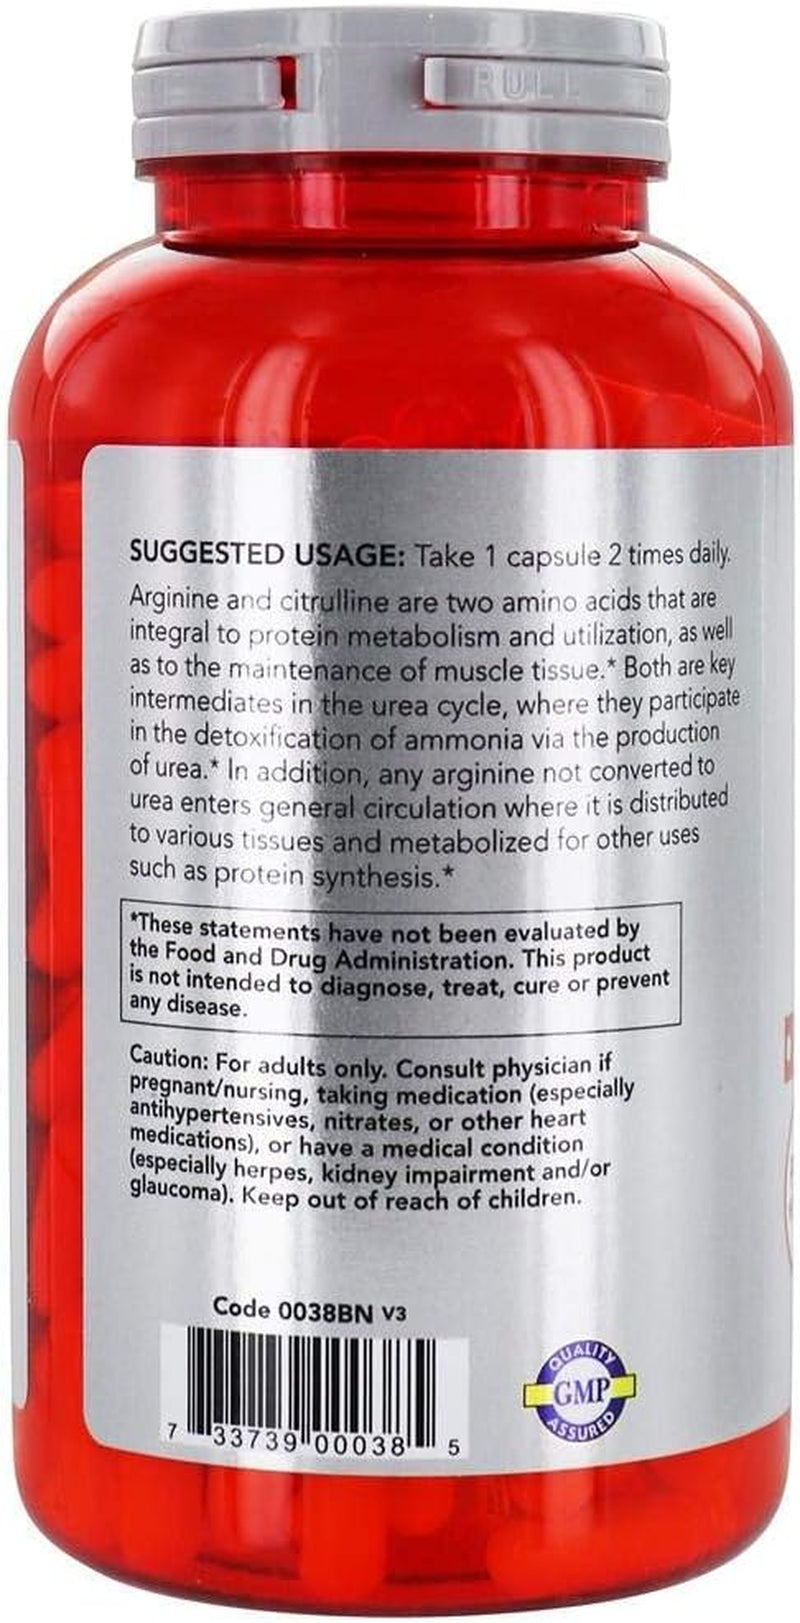 PULL
SUGGESTED USAGE: Take 1 capsule 2 times daily.
Arginine and citrulline are two amino acids that are
integral to protein metabolism and utilization, as well
as to the maintenance of muscle tissue.* Both are key
intermediates in the urea cycle, where they participate
in the detoxification of ammonia via the production
of urea.* In addition, any arginine not converted to
urea enters general circulation where it is distributed
to various tissues and metabolized for other uses
such as protein synthesis.*
*These statements have not been evaluated by
the Food and Drug Administration. This product
is not intended to diagnose, treat, cure or prevent
any disease.
Caution: For adults only. Consult physician if
pregnant/nursing, taking medication (especially
antihypertensives, nitrates, or other heart
medications), or have a medical condition
(especially herpes, kidney impairment and/or
glaucoma). Keep out of reach of children.
Code 0038BN V3
7 33739 00038 5
QUALITY
GMP
ASSURED